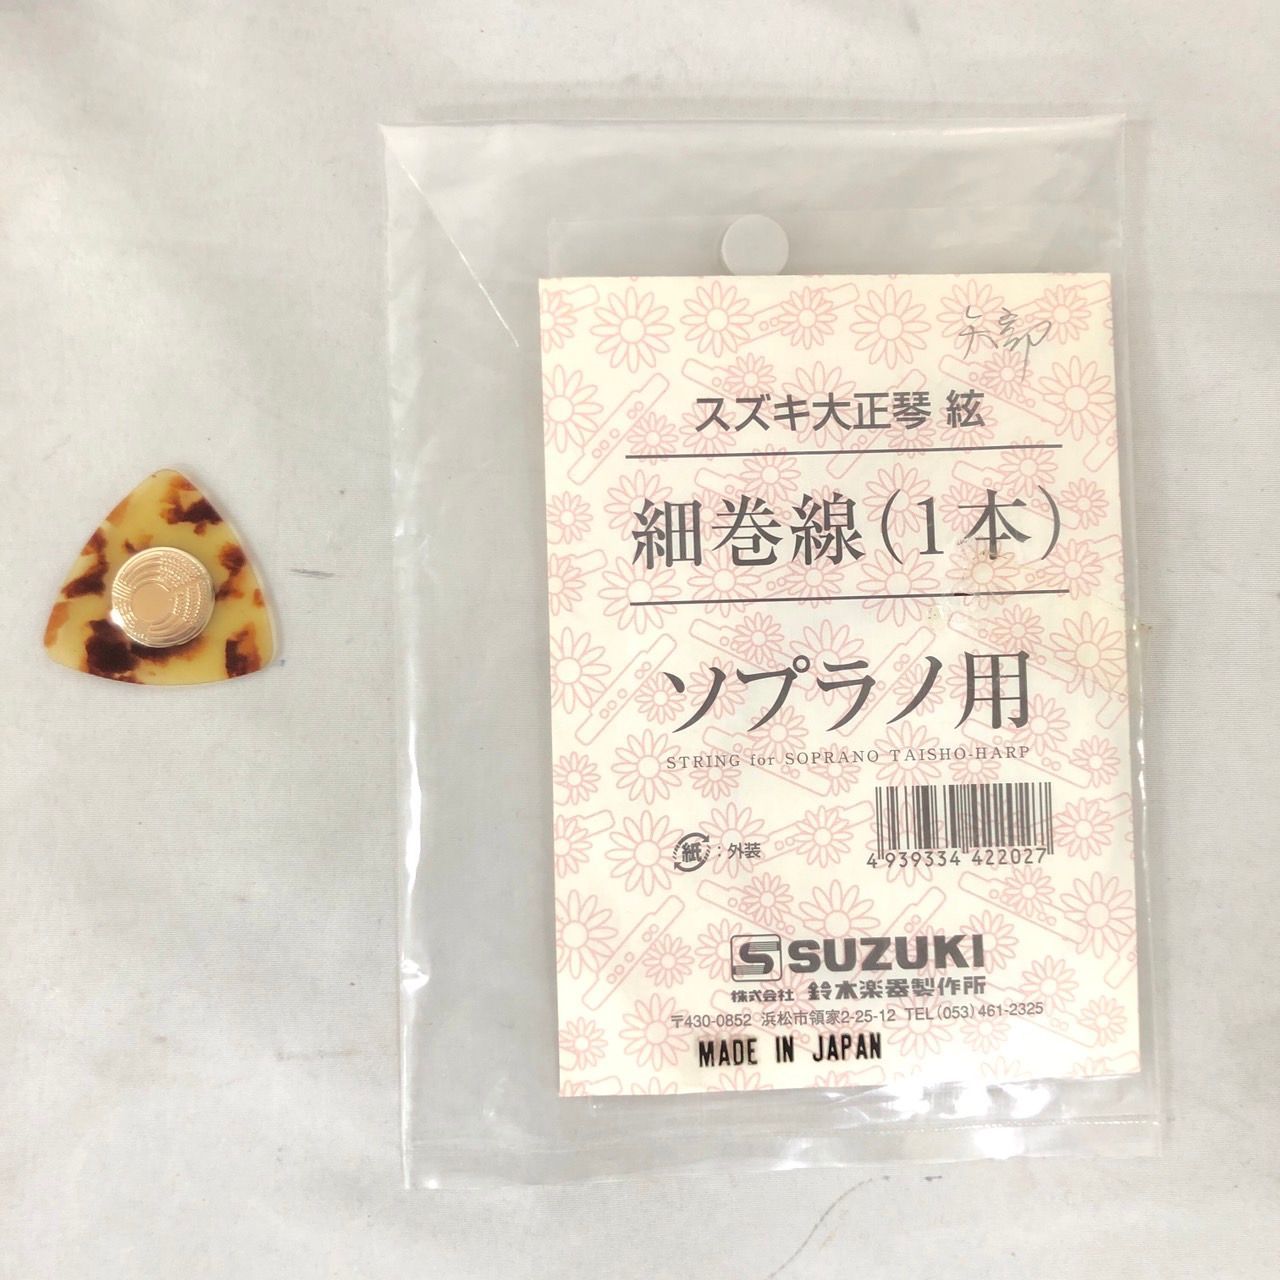 矢部
スズキ大正琴 絃
細巻線(1本)
ソプラノ用
STRING for SOPRANO TAISHO-HARP
紙:外装
4 939334 422027
S SUZUKI
株式会社 鈴木楽器製作所
〒430-0852 浜松市領家2-25-12 TEL(053)461-2325
MADE IN JAPAN